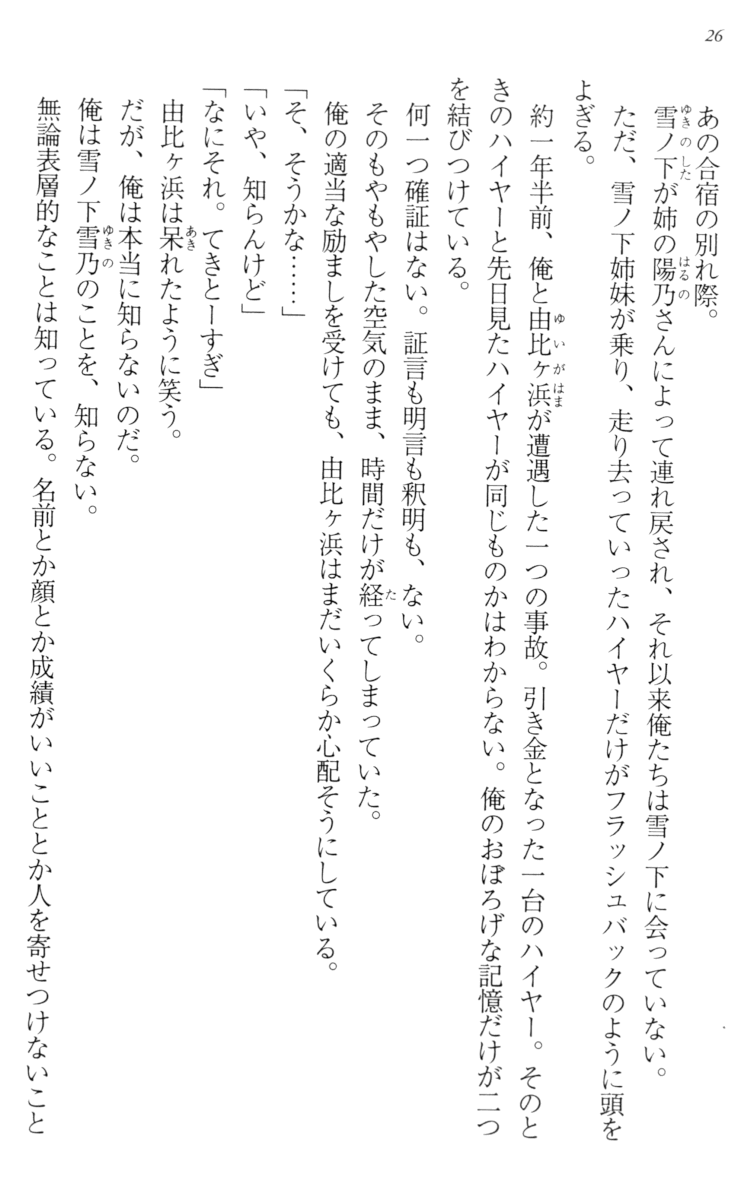 26
あの合宿の別れ際。
雪ノ下が姉の陽乃さんによって連れ戻され、それ以来俺たちは雪ノ下に会っていない。
ただ、雪ノ下姉妹が乗り、走り去っていったハイヤーだけがフラッシュバックのように頭を
よぎる。
約一年半前、俺と由比ヶ浜が遭遇した一つの事故。引き金となった一台のハイヤー。そのと
きのハイヤーと先日見たハイヤーが同じものかはわからない。俺のおぼろげな記憶だけが二つ
を結びつけている。
何一つ確証はない。証言も明言も釈明も、ない。
そのもやもやした空気のまま、時間だけが経ってしまっていた。
俺の適当な励ましを受けても、由比ヶ浜はまだいくらか心配そうにしている。
「そ、そうかな……」
「いや、知らんけど」
「なにそれ。てきとーすぎ」
由比ヶ浜は呆れたように笑う。
だが、俺は本当に知らないのだ。
俺は雪ノ下雪乃のことを、知らない。
無論表層的なことは知っている。名前とか顔とか成績がいいこととか人を寄せつけないこと